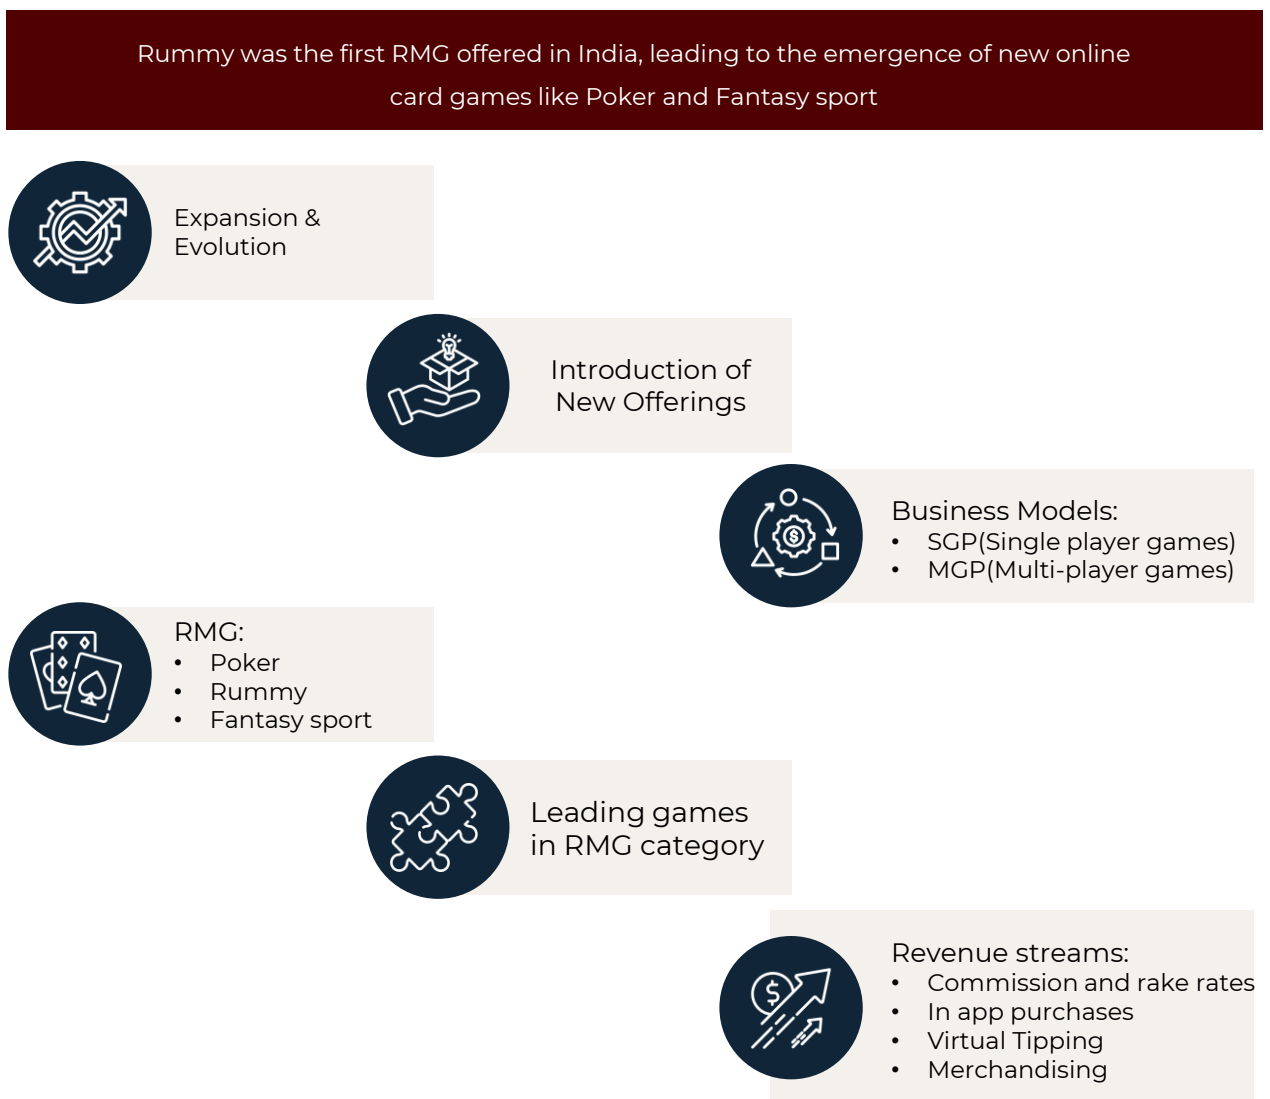 Rummy was the first RMG offered in India, leading to the emergence of new online
card games like Poker and Fantasy sport
Expansion &
Evolution
Introduction of
New Offerings
Business Models:
• SGP(Single player games)
• MGP(Multi-player games)
RMG:
• Poker
• Rummy
• Fantasy sport
Leading games
in RMG category
Revenue streams:
• Commission and rake rates
• In app purchases
• Virtual Tipping
• Merchandising